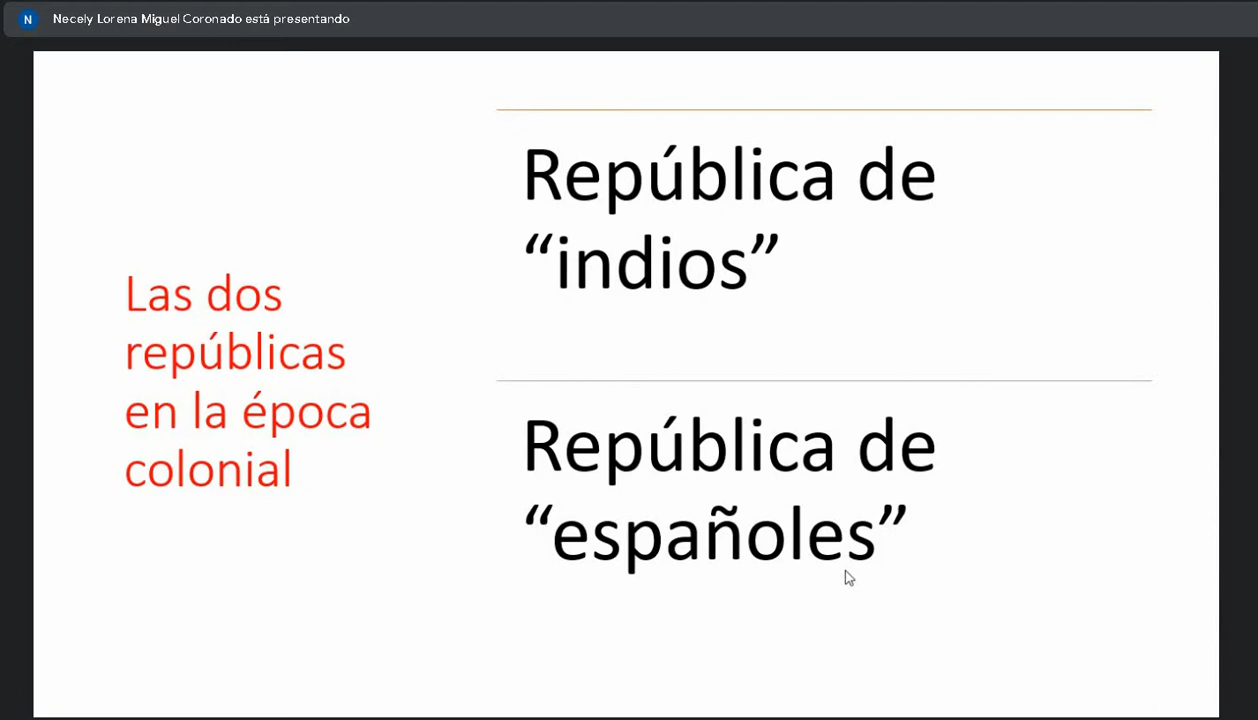 N
Necely Lorena Miguel Coronado está presentando
Las dos
repúblicas
en la época
colonial
República de
“indios”
República de
“españoles”